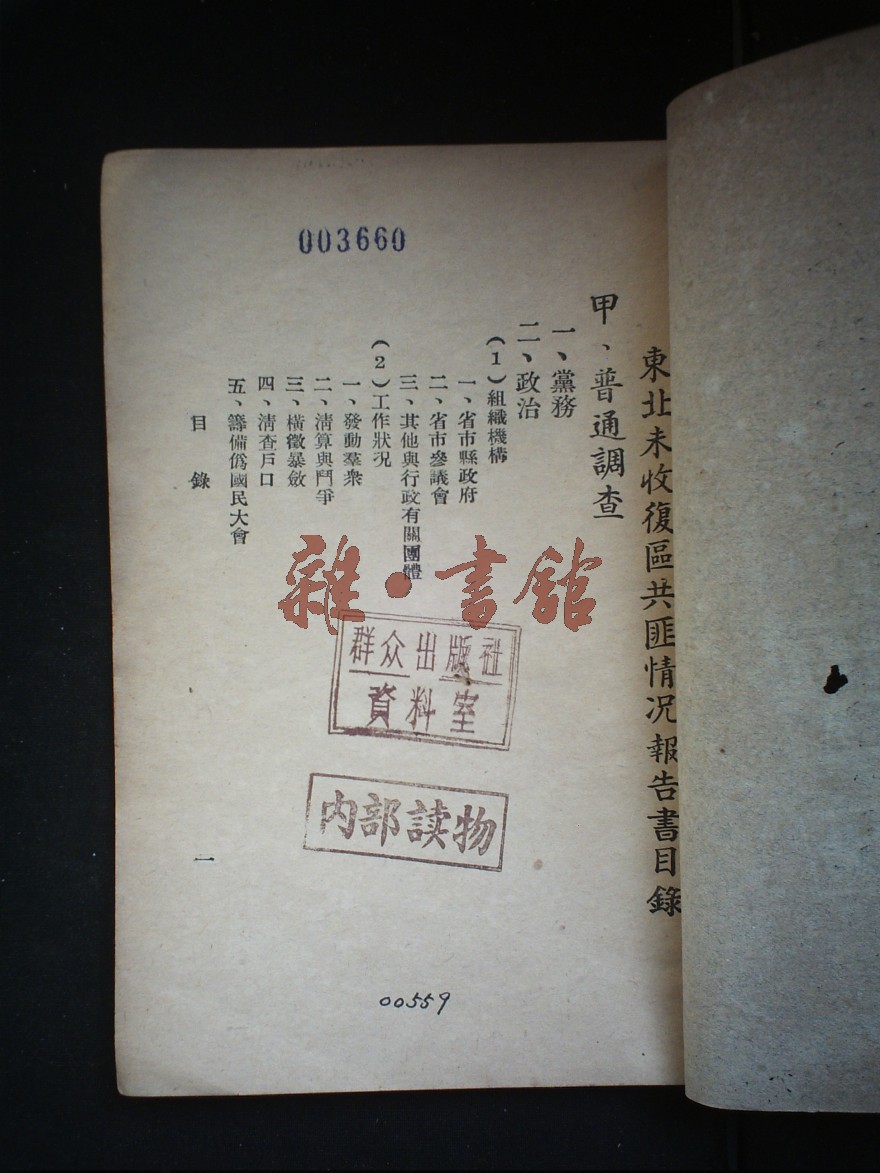 003660
東北未收復區共匪情况報告書目錄
甲、普通調查
一、黨務
二、政治
(1)組織機構
一、省市縣政府
二、省市參議會
三、其他與行政有關團體
(2)工作狀况
一、發動羣衆
二、淸算與鬥爭
三、橫徵暴斂
四、淸查戶口
五、籌備僞國民大會
目錄
一
雜·書館
群众出版社
資料室
内部读物
00559